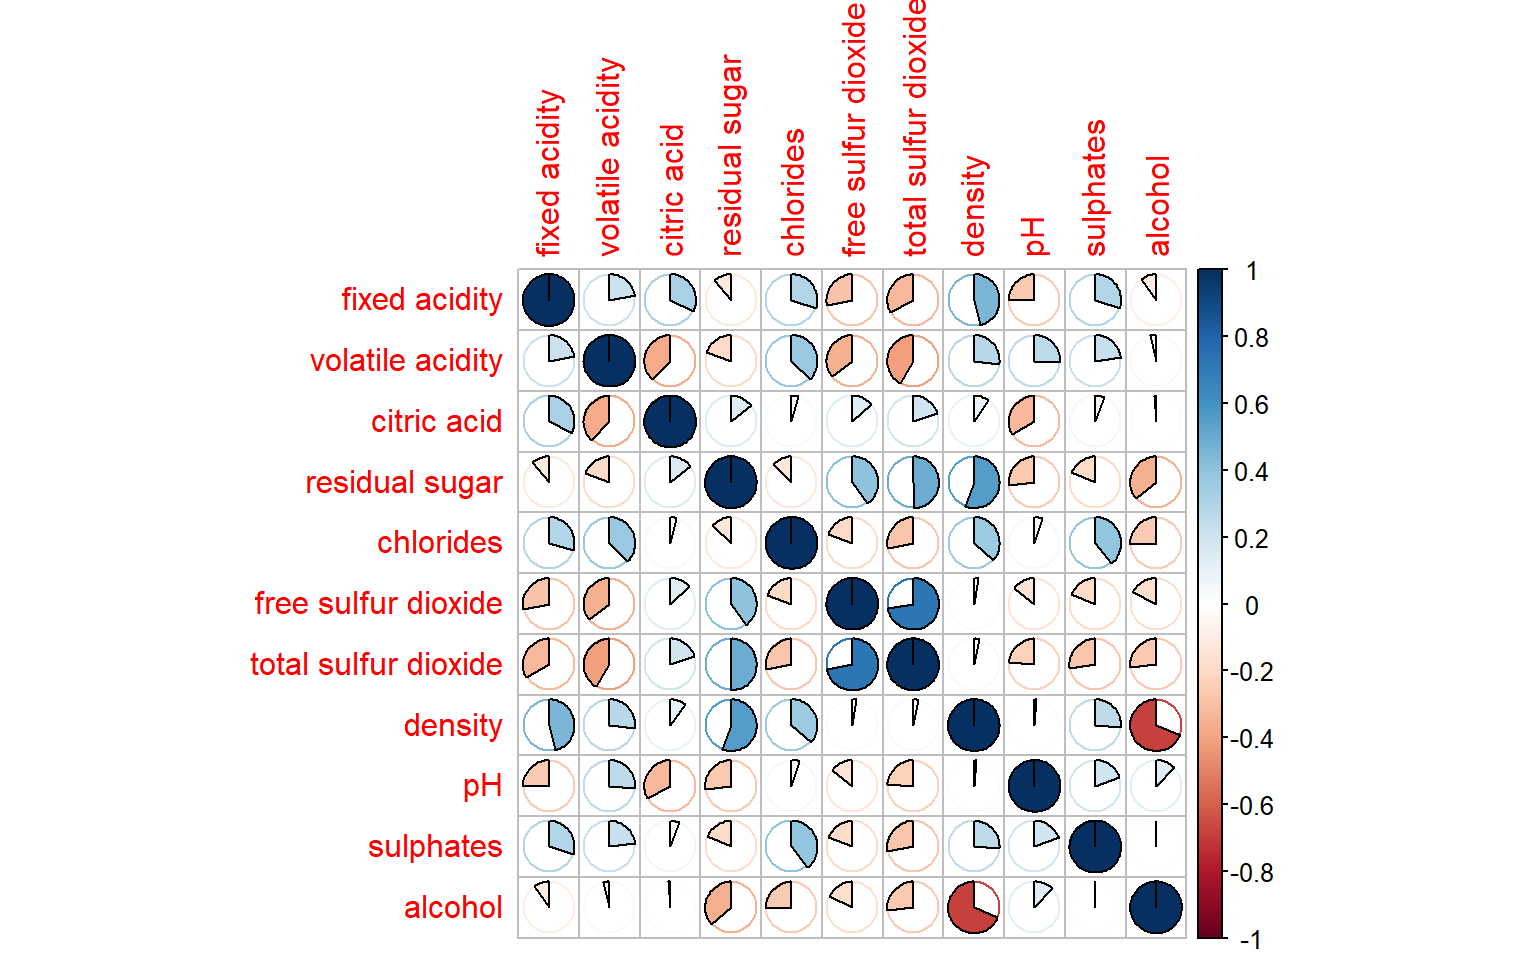 fixed acidity
volatile acidity
citric acid
residual sugar
chlorides
free sulfur dioxide
total sulfur dioxide
density
pH
sulphates
alcohol
fixed acidity
volatile acidity
citric acid
residual sugar
chlorides
free sulfur dioxide
total sulfur dioxide
density
pH
sulphates
alcohol
1
0.8
0.6
0.4
0.2
0
-0.2
-0.4
-0.6
-0.8
-1